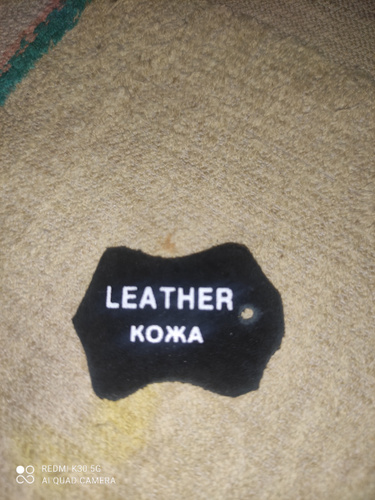 LEATHER
КОЖА
REDMI K30 5G
AI QUAD CAMERA